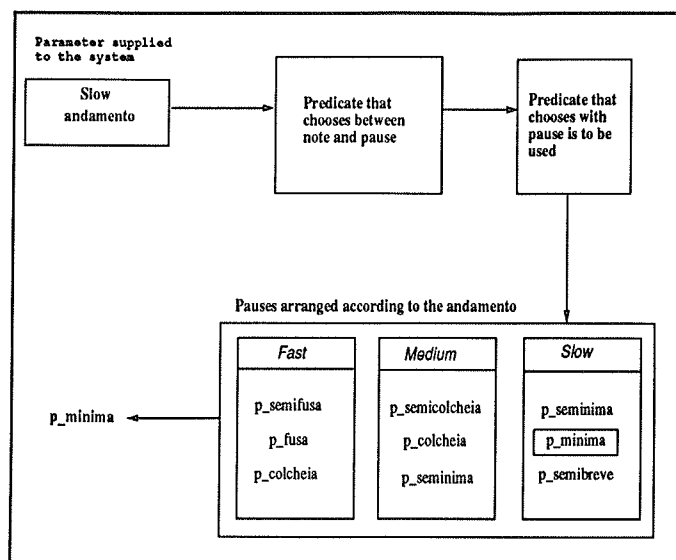 Parameter supplied
to the system
Slow
andamento
Predicate that
chooses between
note and pause
Predicate that
chooses with
pause is to be
used
Pauses arranged according to the andamento
Fast
p_semifusa
p_fusa
p_colcheia
Medium
p_semicolcheia
p_colcheia
p_seminima
Slow
p_seminima
p_minima
p_semibreve
p_minima